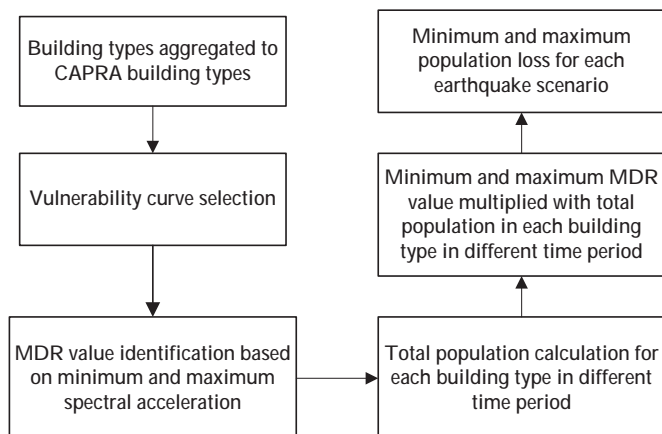 Building types aggregated to
CAPRA building types
Vulnerability curve selection
MDR value identification based
on minimum and maximum
spectral acceleration
Total population calculation for
each building type in different
time period
Minimum and maximum MDR
value multiplied with total
population in each building
type in different time period
Minimum and maximum
population loss for each
earthquake scenario